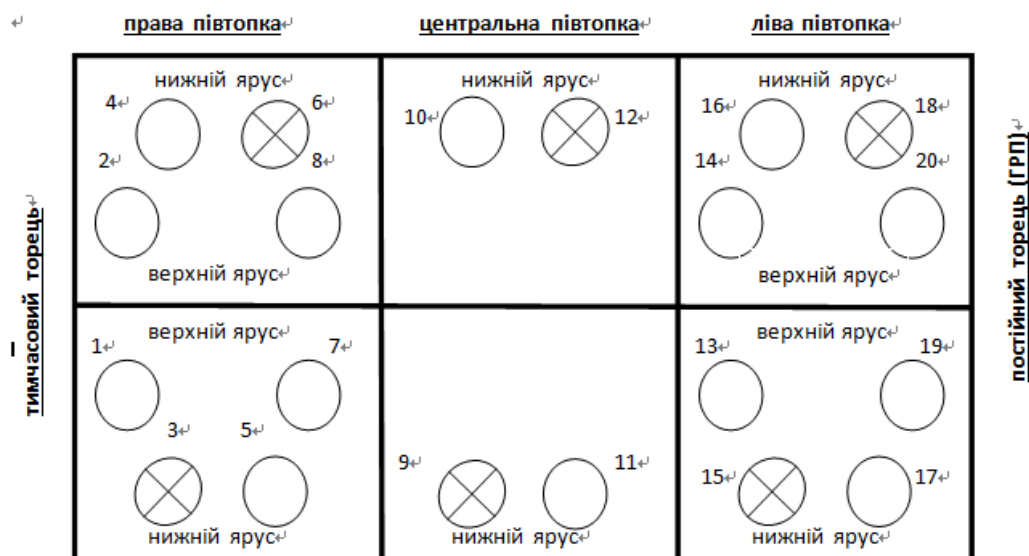 права півтопка центральна півтопка ліва півтопка
тимчасовий торець
нижній ярус нижній ярус нижній ярус
4 6 10 12 16 18
2 8 14 20
верхній ярус верхній ярус
верхній ярус верхній ярус
1 7 13 19
3 5 9 11 15 17
нижній ярус нижній ярус нижній ярус
постійний торець (ГРП)